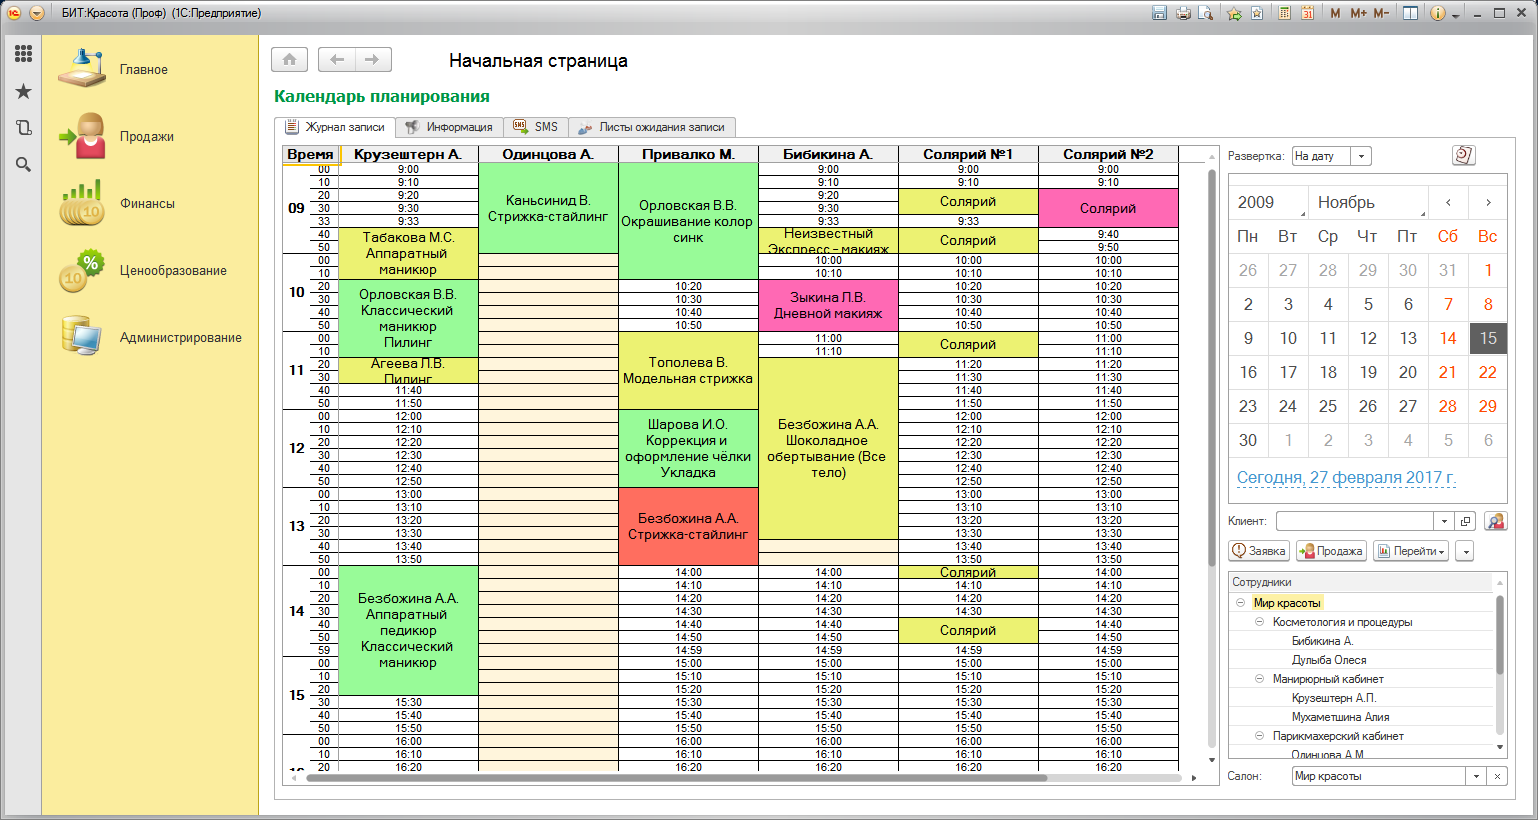 БИТ:Красота (Проф) (1С:Предприятие)
M M+ M-
Главное
Продажи
Финансы
Ценообразование
Администрирование
Начальная страница
Календарь планирования
Журнал записи Информация SMS Листы ожидания записи
Время Крузештерн А. Одинцова А. Привалко М. Бибикина А. Солярий №1 Солярий №2
09
00 9:00 9:00 9:00 9:00
10 9:10 9:10 9:10 9:10
20 9:20 9:20
30 9:30 9:30
33 9:33 9:33 9:33
40 9:40
50 9:50
Каньсинид В.
Стрижка-стайлинг
Орловская В.В.
Окрашивание колор
синк
Солярий
Солярий
Табакова М.С.
Аппаратный
маникюр
Неизвестный
Экспресс - макияж
Солярий
10
00 10:00 10:00 10:00
10 10:10 10:10 10:10
20 10:20 10:20 10:20
30 10:30 10:30 10:30
40 10:40 10:40 10:40
50 10:50 10:50 10:50
Орловская В.В.
Классический
маникюр
Пилинг
Зыкина Л.В.
Дневной макияж
11
00 11:00 11:00
10 11:10 11:10
20 11:20 11:20
30 11:30 11:30
40 11:40 11:40 11:40
50 11:50 11:50 11:50
Солярий
Агеева Л.В.
Пилинг
Тополева В.
Модельная стрижка
12
00 12:00 12:00 12:00
10 12:10 12:10 12:10
20 12:20 12:20 12:20
30 12:30 12:30 12:30
40 12:40 12:40 12:40
50 12:50 12:50 12:50
Шарова И.О.
Коррекция и
оформление чёлки
Укладка
Безбожина А.А.
Шоколадное
обертывание (Все
тело)
13
00 13:00 13:00 13:00
10 13:10 13:10 13:10
20 13:20 13:20 13:20
30 13:30 13:30 13:30
40 13:40 13:40 13:40
50 13:50 13:50 13:50
Безбожина А.А.
Стрижка-стайлинг
14
00 14:00 14:00 Солярий 14:00
10 14:10 14:10 14:10 14:10
20 14:20 14:20 14:20 14:20
30 14:30 14:30 14:30 14:30
40 14:40 14:40 14:40
50 14:50 14:50 14:50
59 14:59 14:59 14:59 14:59
Солярий
Безбожина А.А.
Аппаратный
педикюр
Классический
маникюр
15
00 15:00 15:00 15:00 15:00
10 15:10 15:10 15:10 15:10
20 15:20 15:20 15:20 15:20
30 15:30 15:30 15:30 15:30 15:30
40 15:40 15:40 15:40 15:40 15:40
50 15:50 15:50 15:50 15:50 15:50
00 16:00 16:00 16:00 16:00 16:00
10 16:10 16:10 16:10 16:10 16:10
20 16:20 16:20 16:20 16:20 16:20
Развертка: На дату
2009 Ноябрь
Пн Вт Ср Чт Пт Сб Вс
26 27 28 29 30 31 1
2 3 4 5 6 7 8
9 10 11 12 13 14 15
16 17 18 19 20 21 22
23 24 25 26 27 28 29
30 1 2 3 4 5 6
Сегодня, 27 февраля 2017 г.
Клиент:
Заявка Продажа Перейти
Сотрудники
Мир красоты
Косметология и процедуры
Бибикина А.
Дулыба Олеся
Манирюрный кабинет
Крузештерн А.П.
Мухаметшина Алия
Парикмахерский кабинет
Одинцова А.М.
Салон: Мир красоты